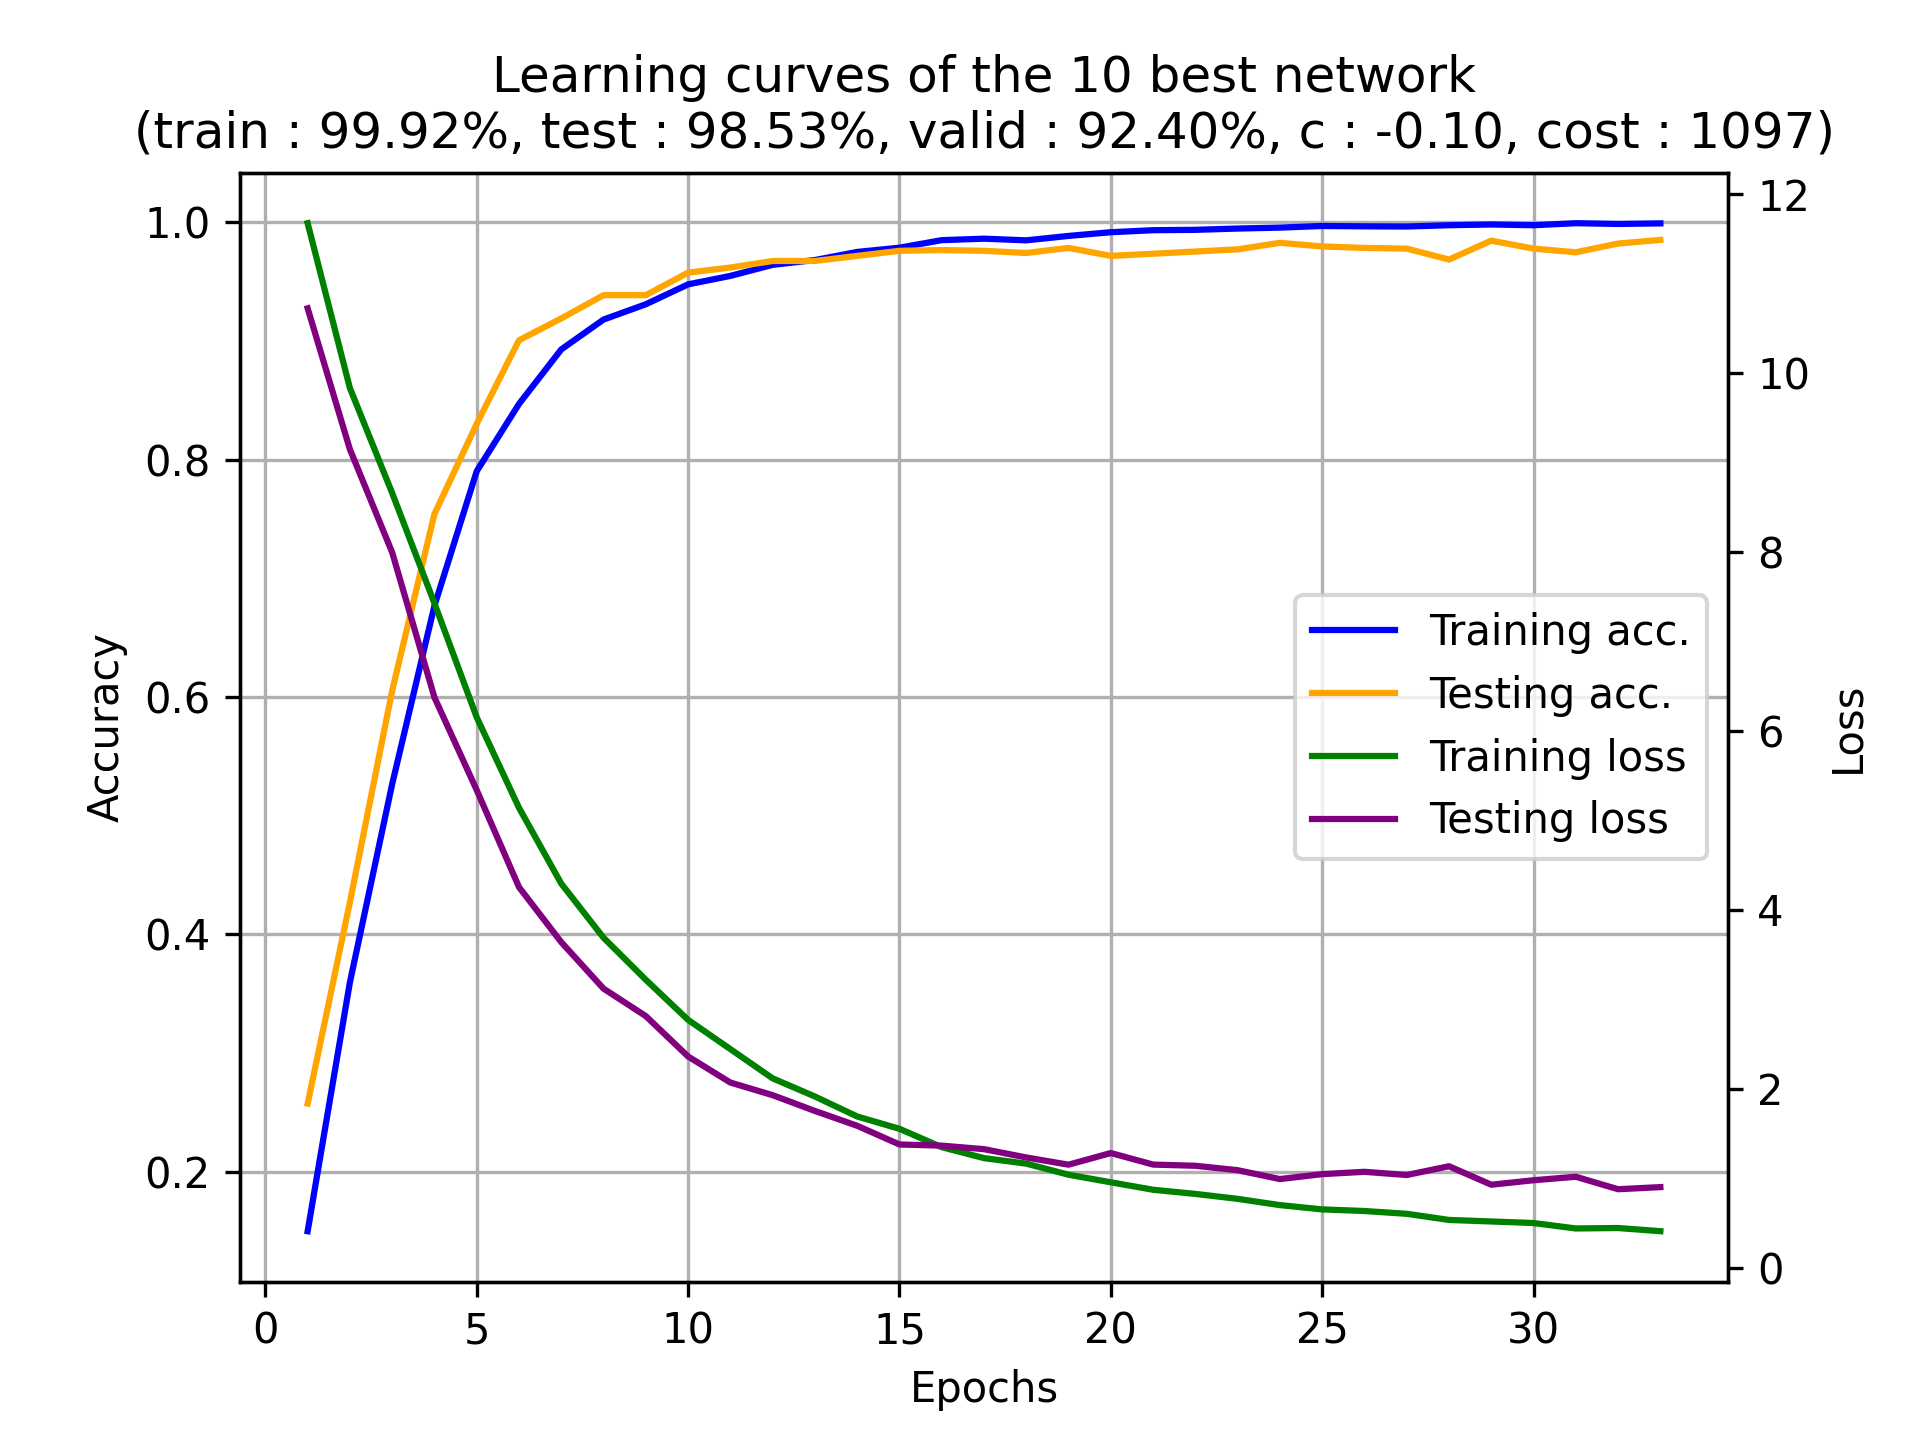 Learning curves of the 10 best network
(train : 99.92%, test : 98.53%, valid : 92.40%, c : -0.10, cost : 1097)
1.0
0.8
0.6
0.4
0.2
Accuracy
12
10
8
6
4
2
0
Loss
Training acc.
Testing acc.
Training loss
Testing loss
0 5 10 15 20 25 30
Epochs